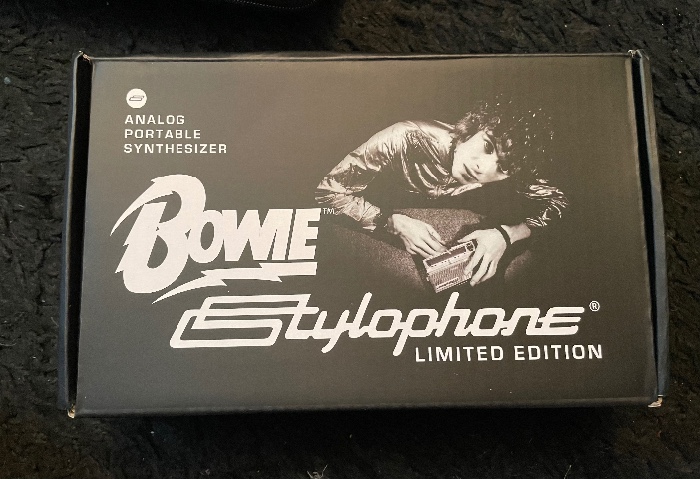 ANALOG
PORTABLE
SYNTHESIZER
BOWIE™
Stylophone®
LIMITED EDITION